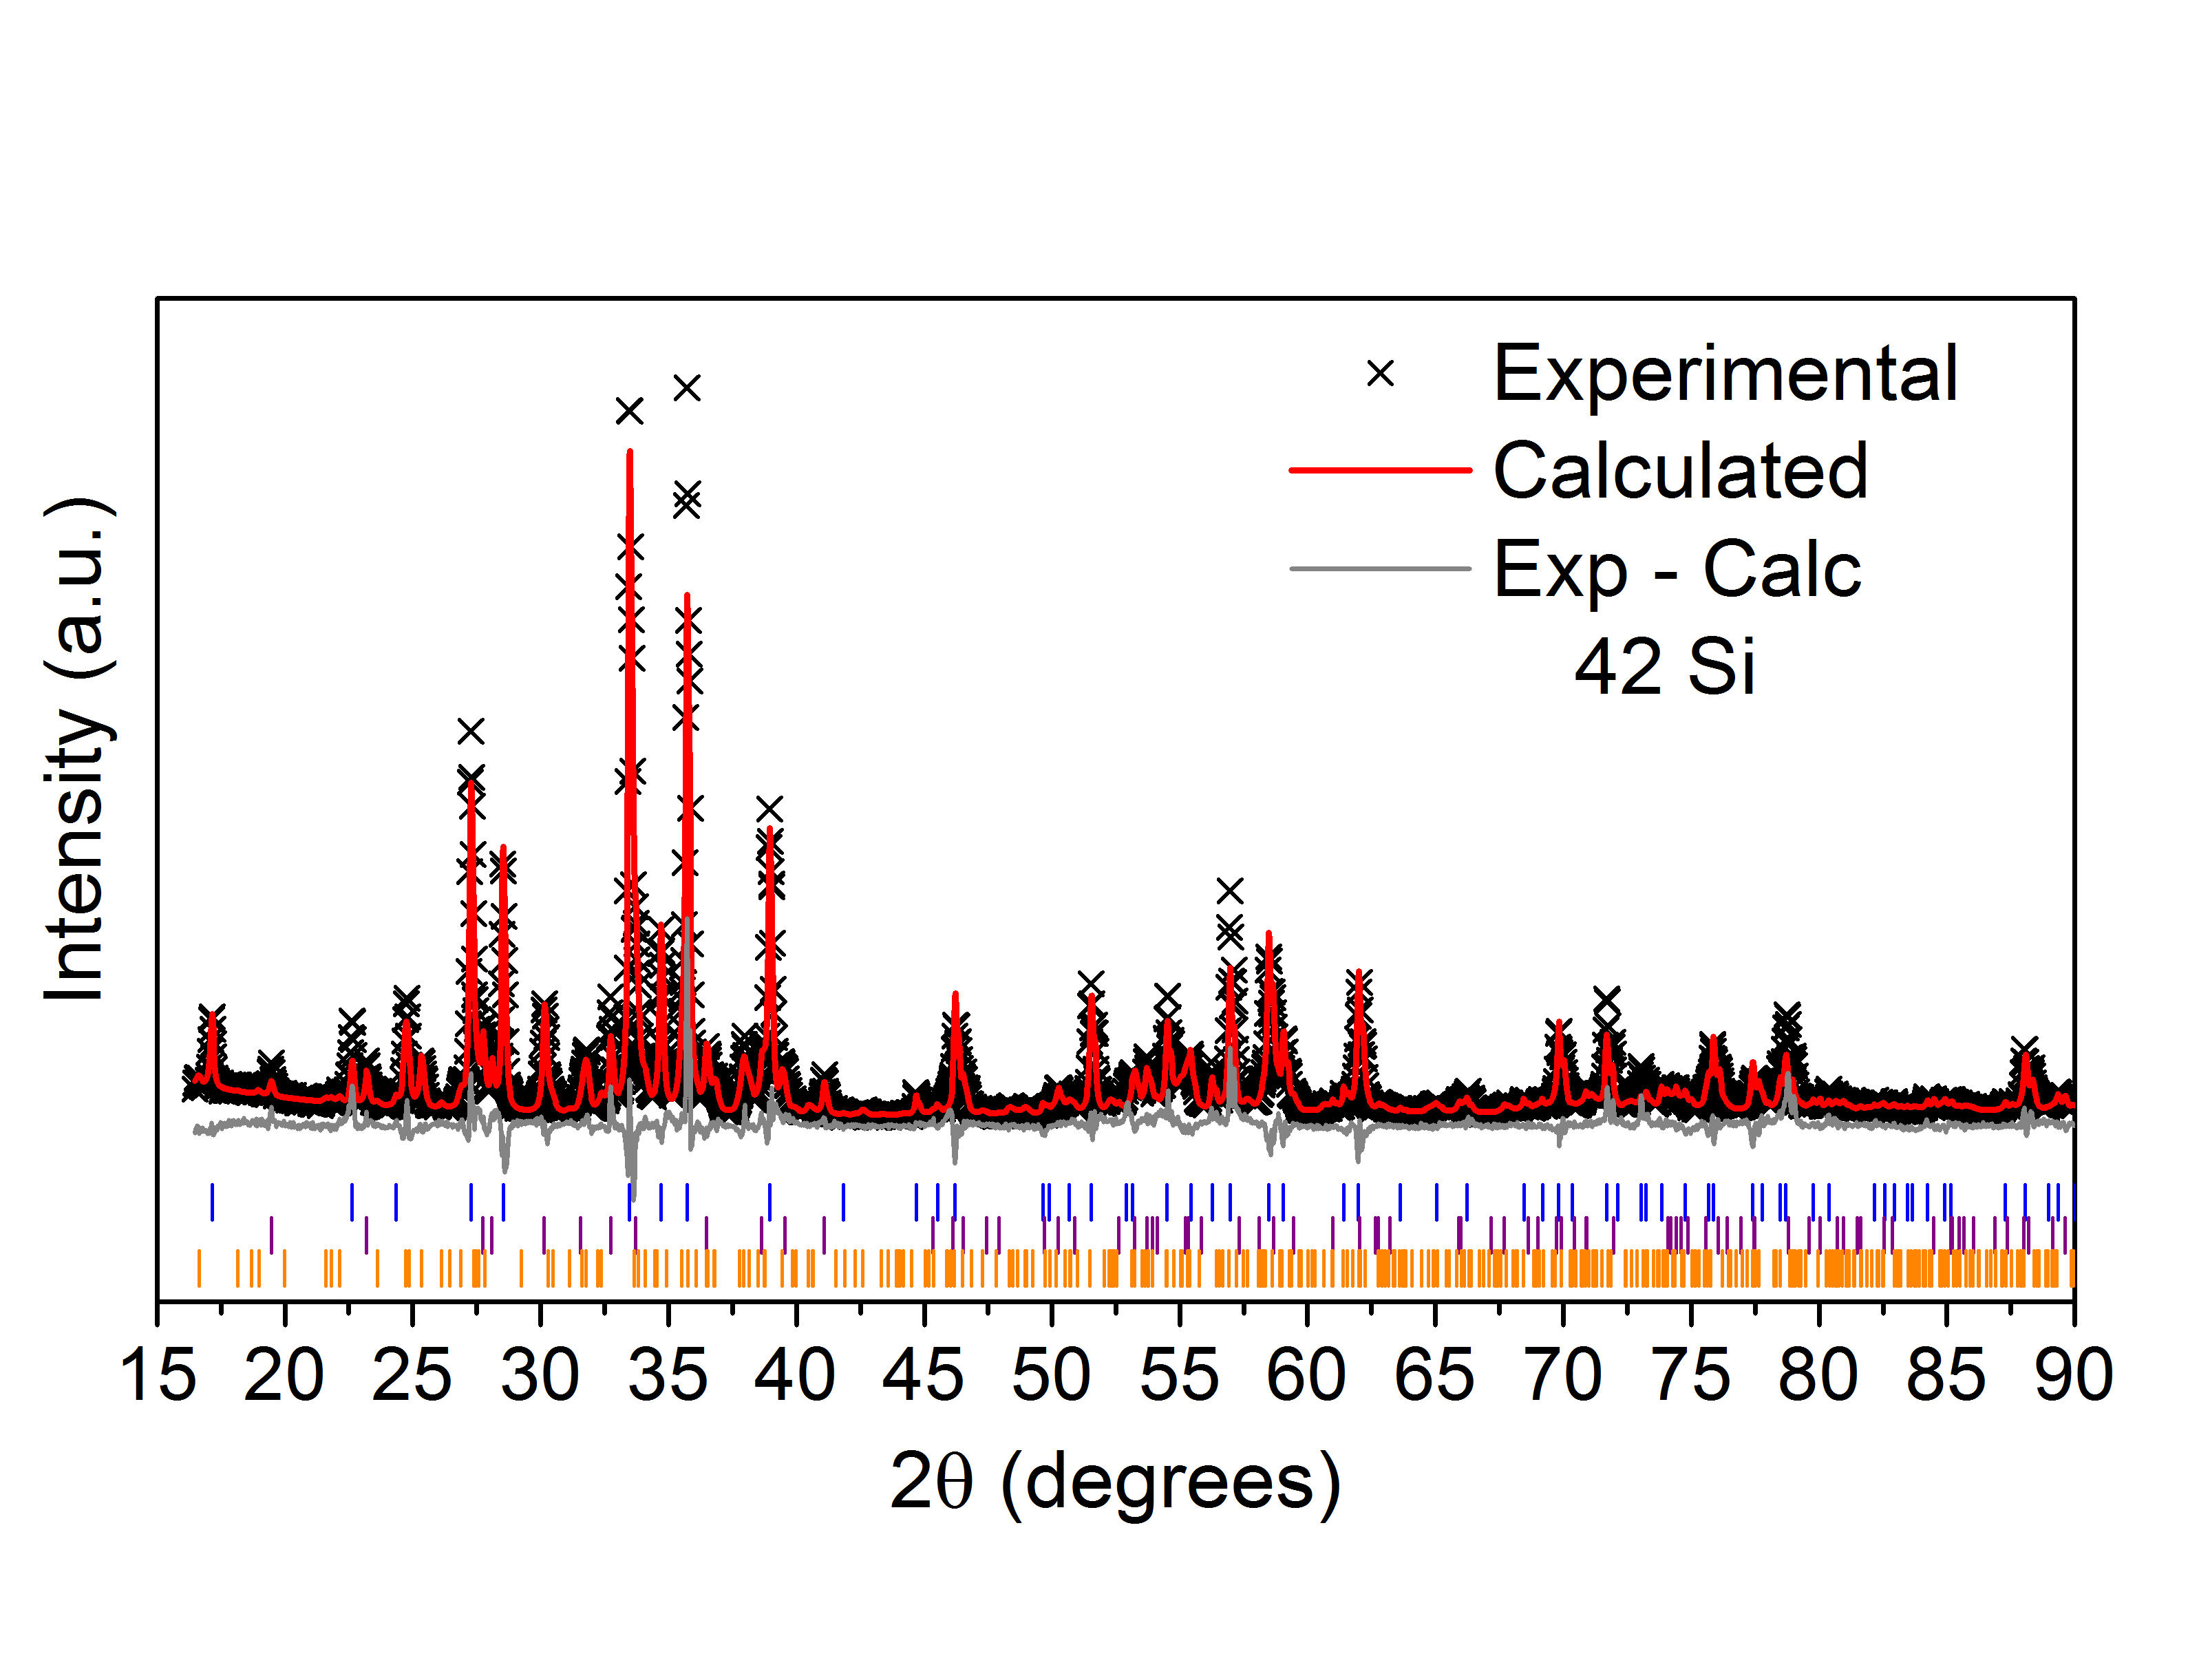 Experimental
Calculated
Exp - Calc
42 Si
Intensity (a.u.)
15 20 25 30 35 40 45 50 55 60 65 70 75 80 85 90
2θ (degrees)